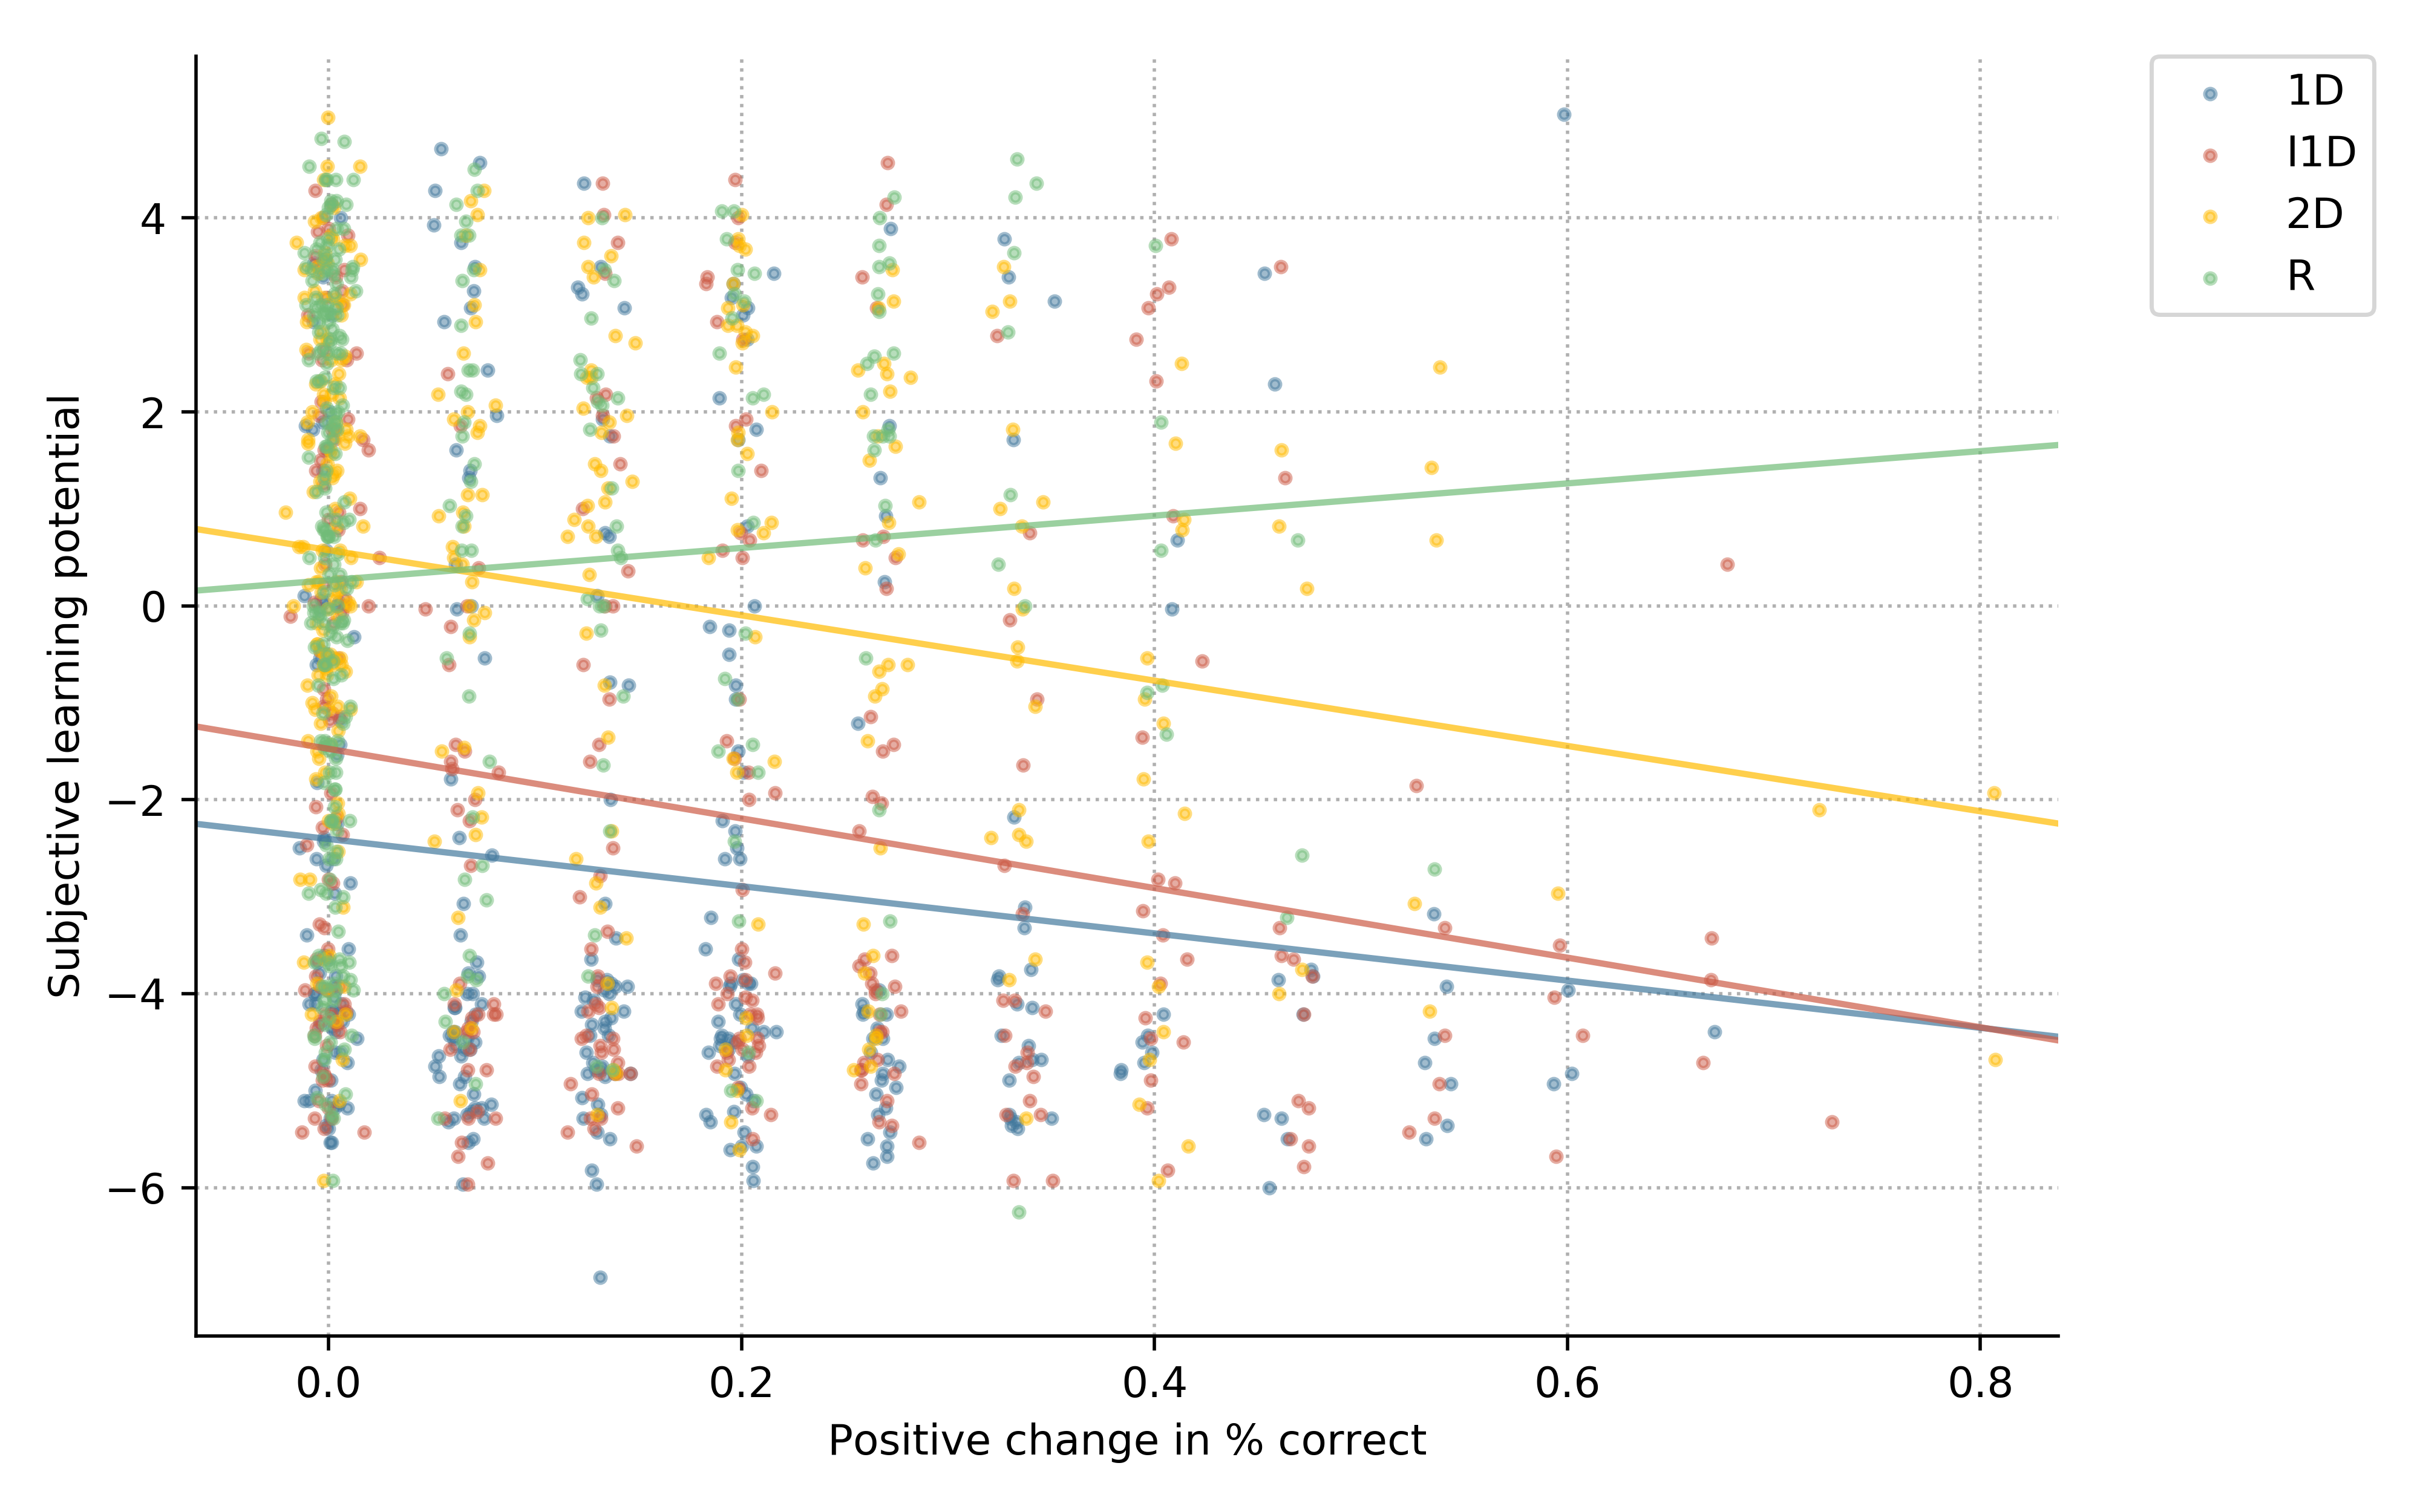 1D
l1D
2D
R
Subjective learning potential
4
2
0
−2
−4
−6
0.0
0.2
0.4
0.6
0.8
Positive change in % correct